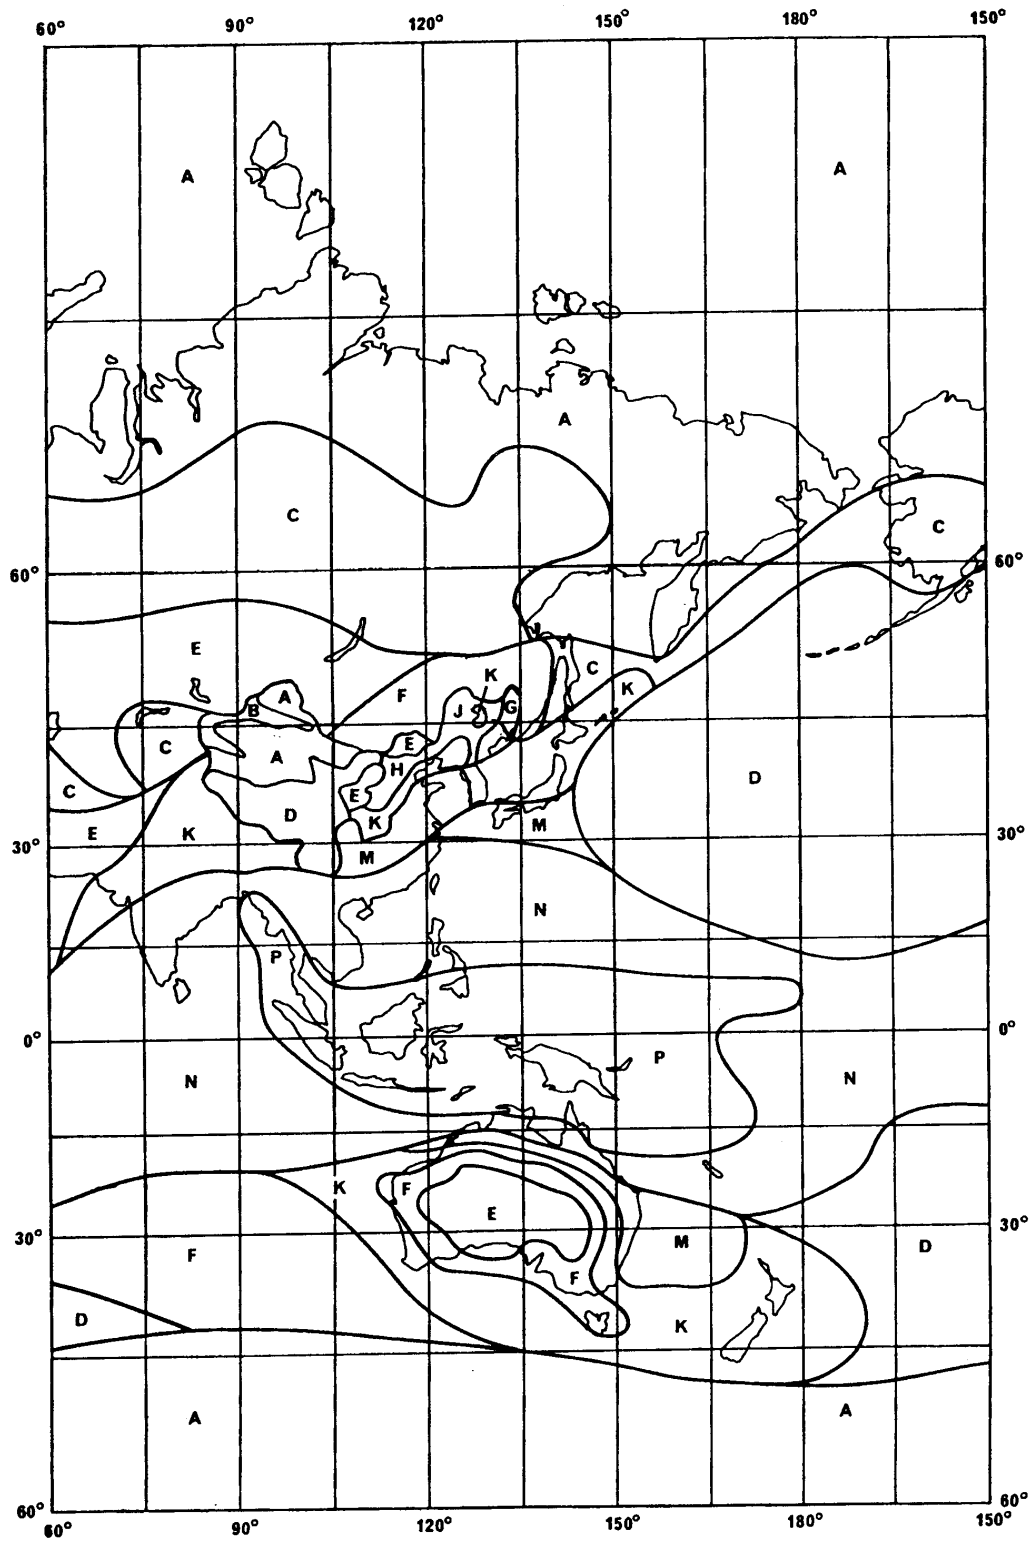 60° 90° 120° 150° 180° 150°
A A
A
C C
60° 60°
E
K C
A F K
B J G
C E
A H D
C E
D K M
E K
30° 30°
M
N
P
0° 0°
P
N N
K F
E
M D
30° 30°
F
F
D K
A A
60° 60°
60° 90° 120° 150° 180° 150°